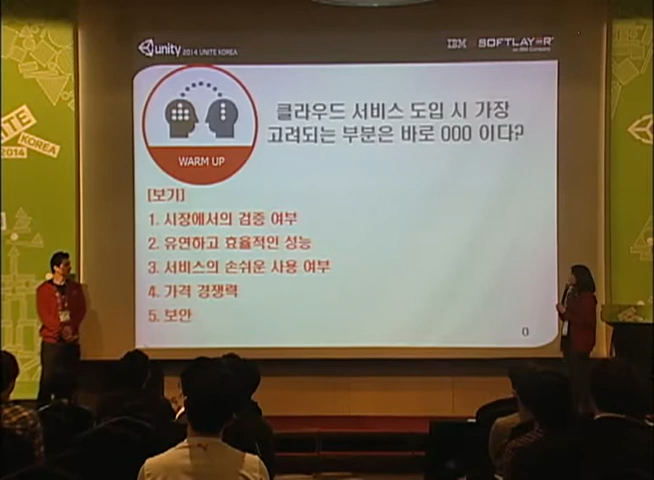 unity 2014 UNITE KOREA
IBM SOFTLAYER
an IBM Company
클라우드 서비스 도입 시 가장
고려되는 부분은 바로 OOO 이다?
WARM UP
[보기]
1. 시장에서의 검증 여부
2. 유연하고 효율적인 성능
3. 서비스의 손쉬운 사용 여부
4. 가격 경쟁력
5. 보안
0
KOREA
2014